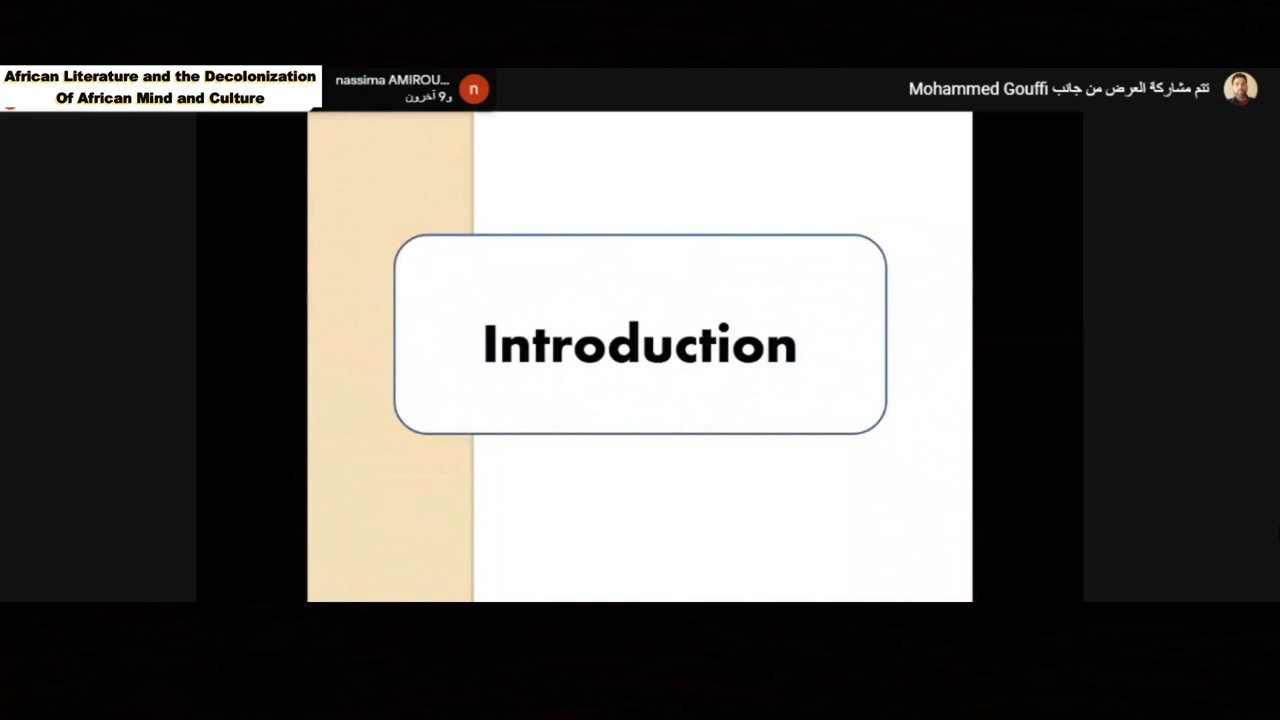 African Literature and the Decolonization
Of African Mind and Culture
nassima AMIROU...
و9 آخرون
n
تتم مشاركة العرض من جانب Mohammed Gouffi
Introduction